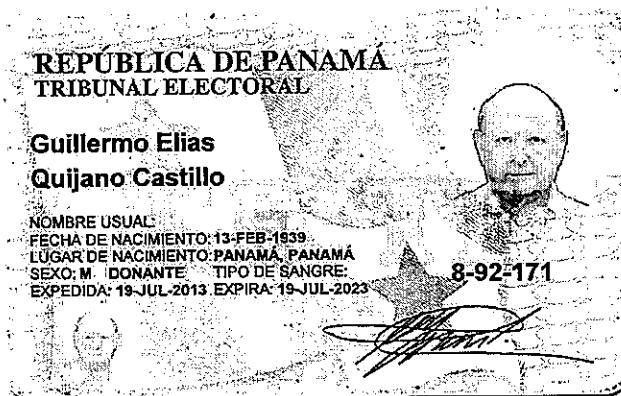 REPÚBLICA DE PANAMÁ
TRIBUNAL ELECTORAL
Guillermo Elias
Quijano Castillo
NOMBRE USUAL:
FECHA DE NACIMIENTO: 13-FEB-1939
LUGAR DE NACIMIENTO: PANAMÁ, PANAMÁ
SEXO: M DONANTE TIPO DE SANGRE:
EXPEDIDA: 19-JUL-2013 EXPIRA: 19-JUL-2023
8-92-171